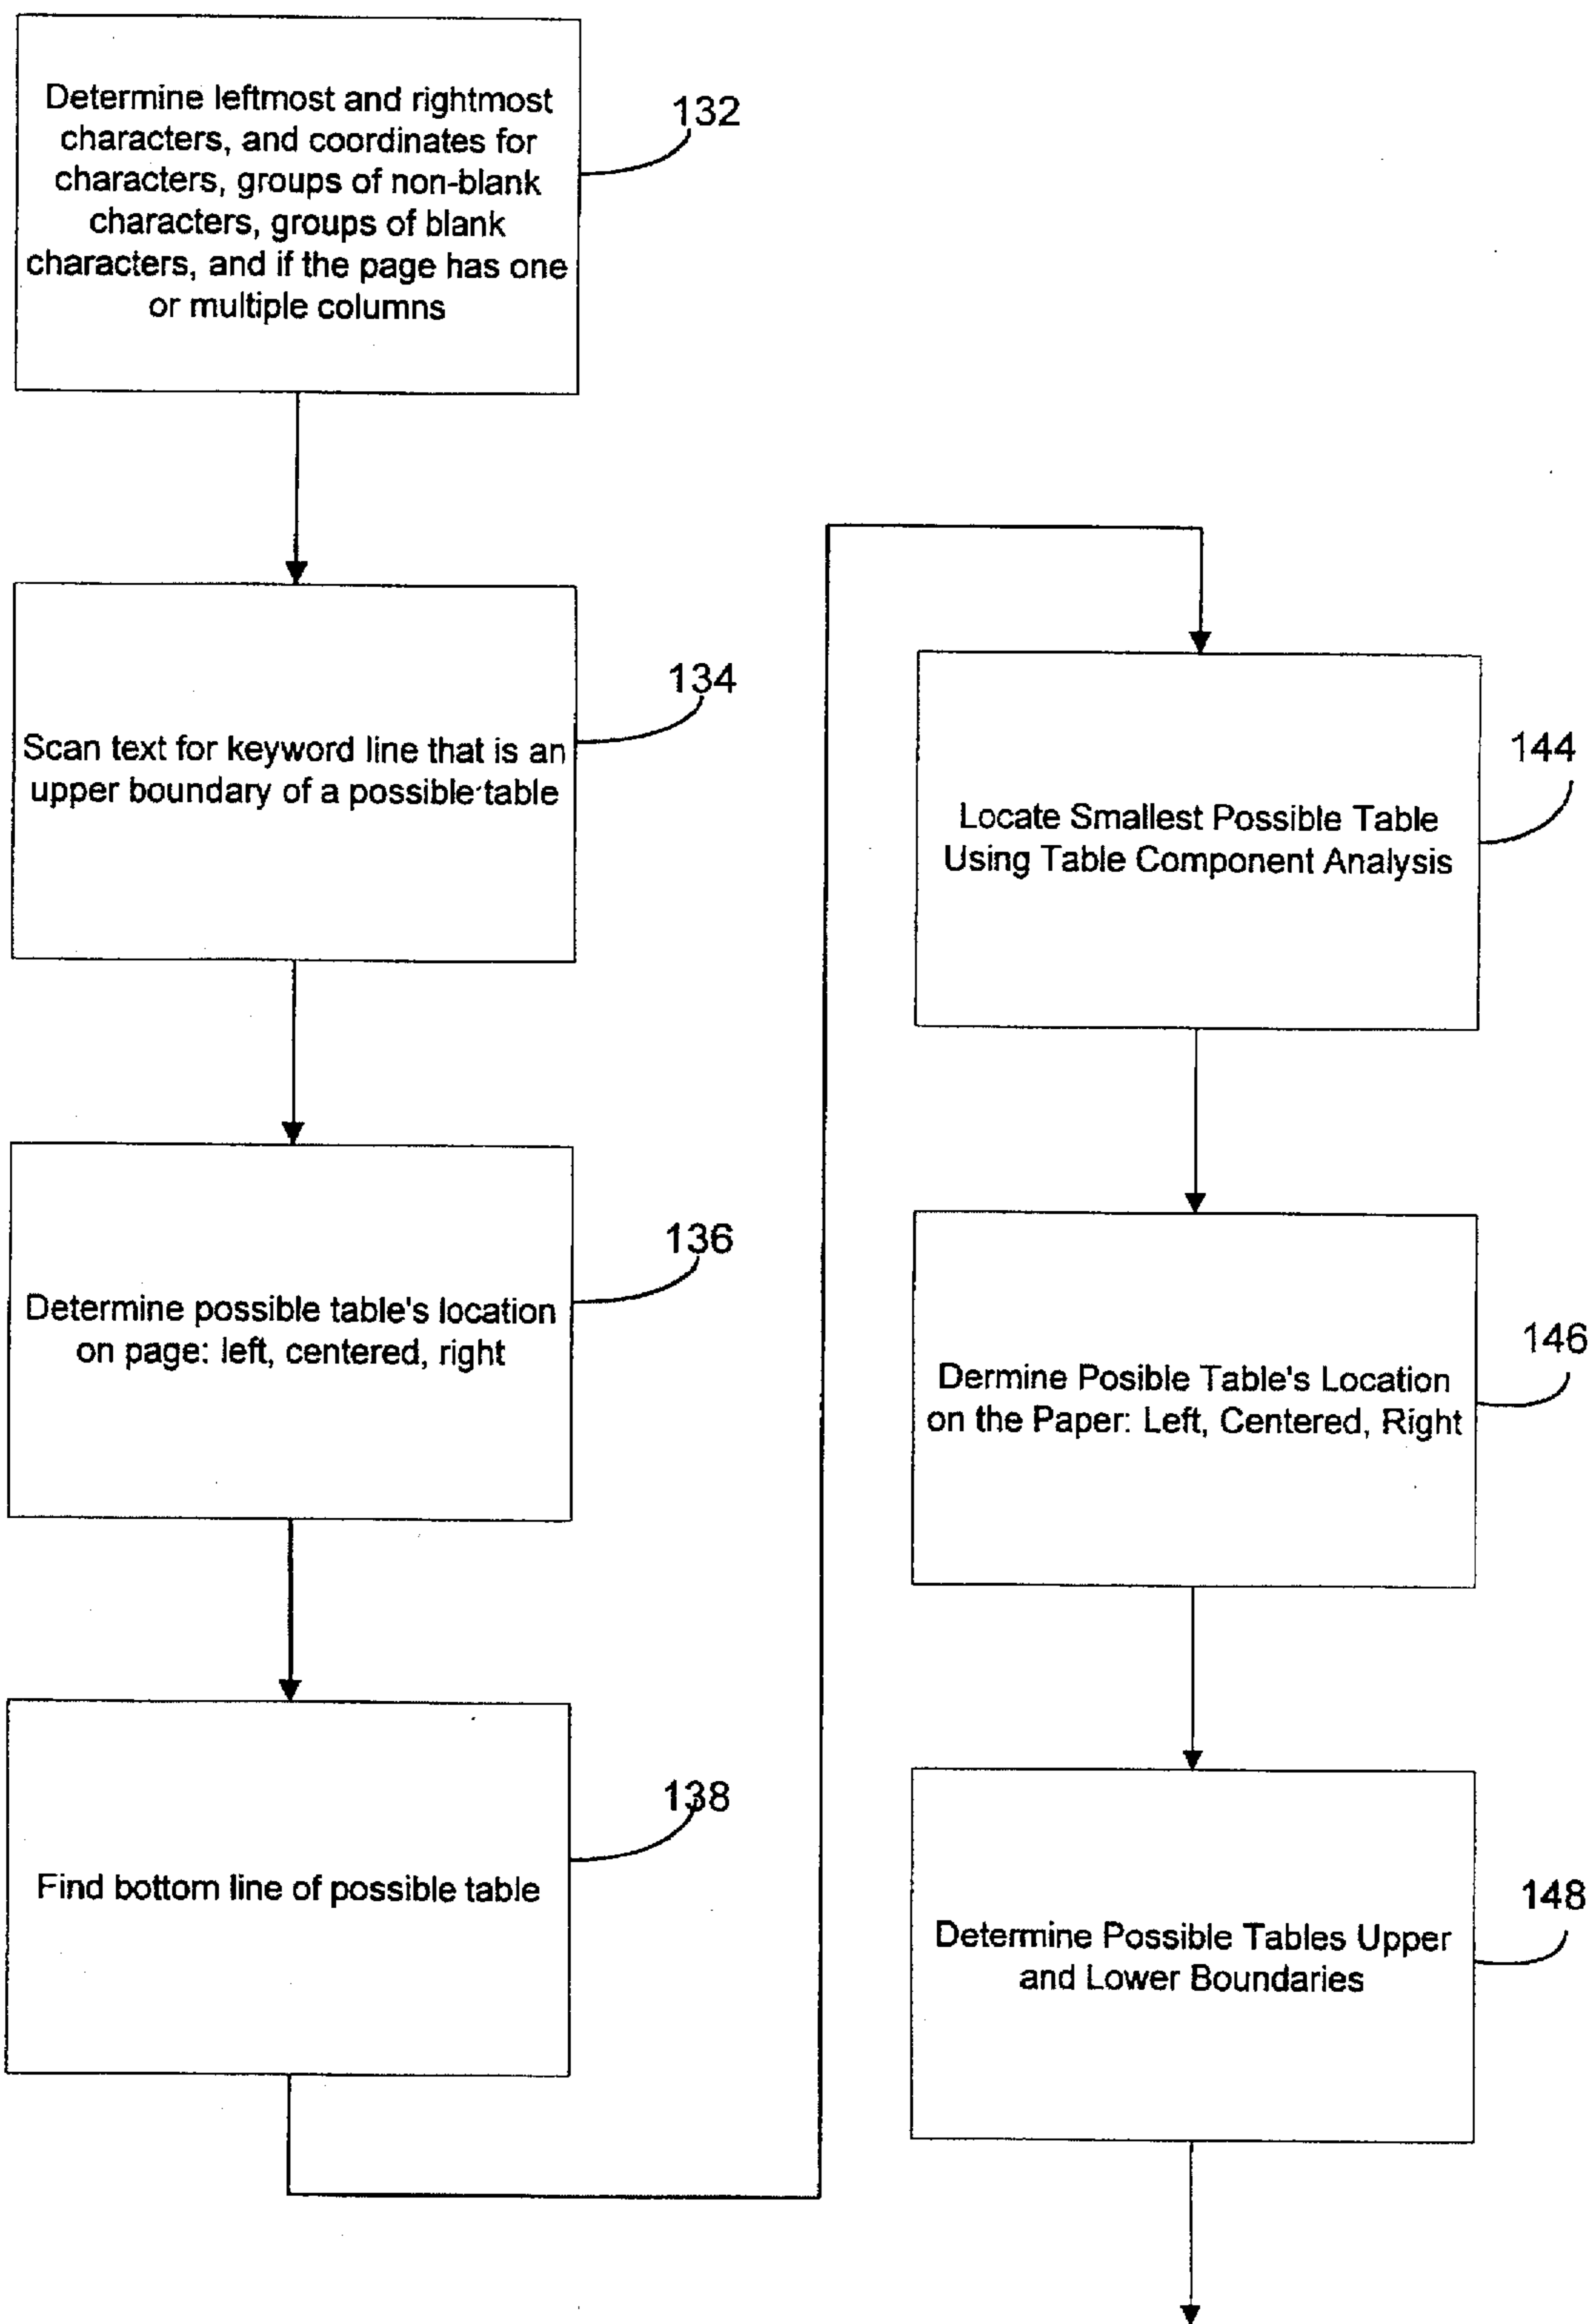 Determine leftmost and rightmost
characters, and coordinates for
characters, groups of non-blank
characters, groups of blank
characters, and if the page has one
or multiple columns
132
Scan text for keyword line that is an
upper boundary of a possible table
134
Determine possible table's location
on page: left, centered, right
136
Find bottom line of possible table
138
Locate Smallest Possible Table
Using Table Component Analysis
144
Dermine Posible Table's Location
on the Paper: Left, Centered, Right
146
Determine Possible Tables Upper
and Lower Boundaries
148